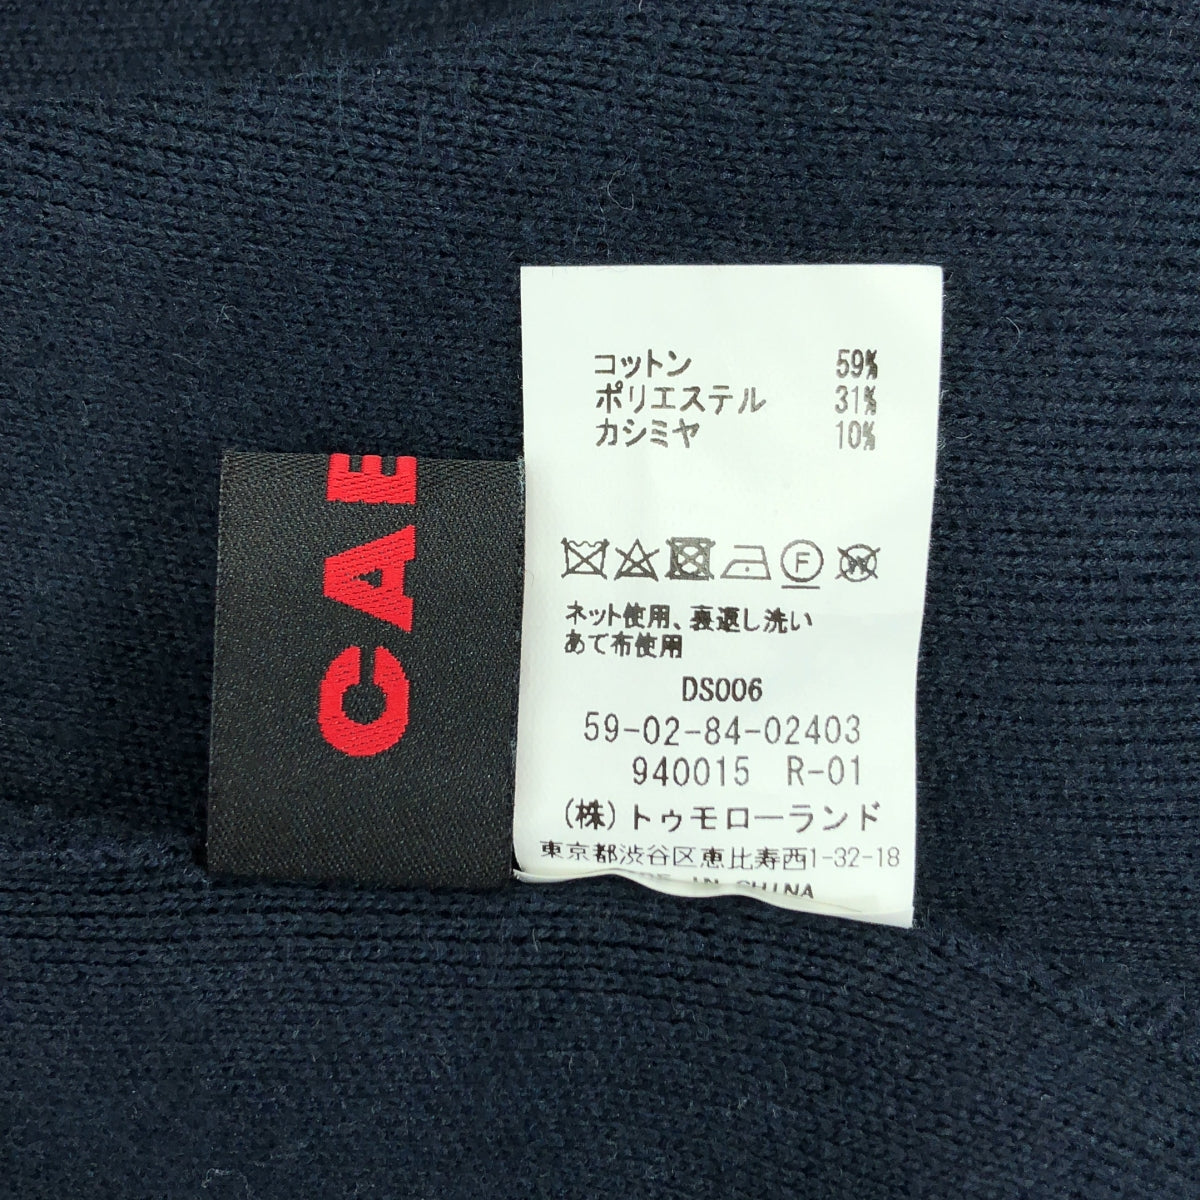 コットン 59%
ポリエステル 31%
カシミヤ 10%
F
W
ネット使用、裏返し洗い
あて布使用
DS006
59-02-84-02403
940015 R-01
(株)トゥモローランド
東京都渋谷区恵比寿西1-32-18
IN CHINA
CAE